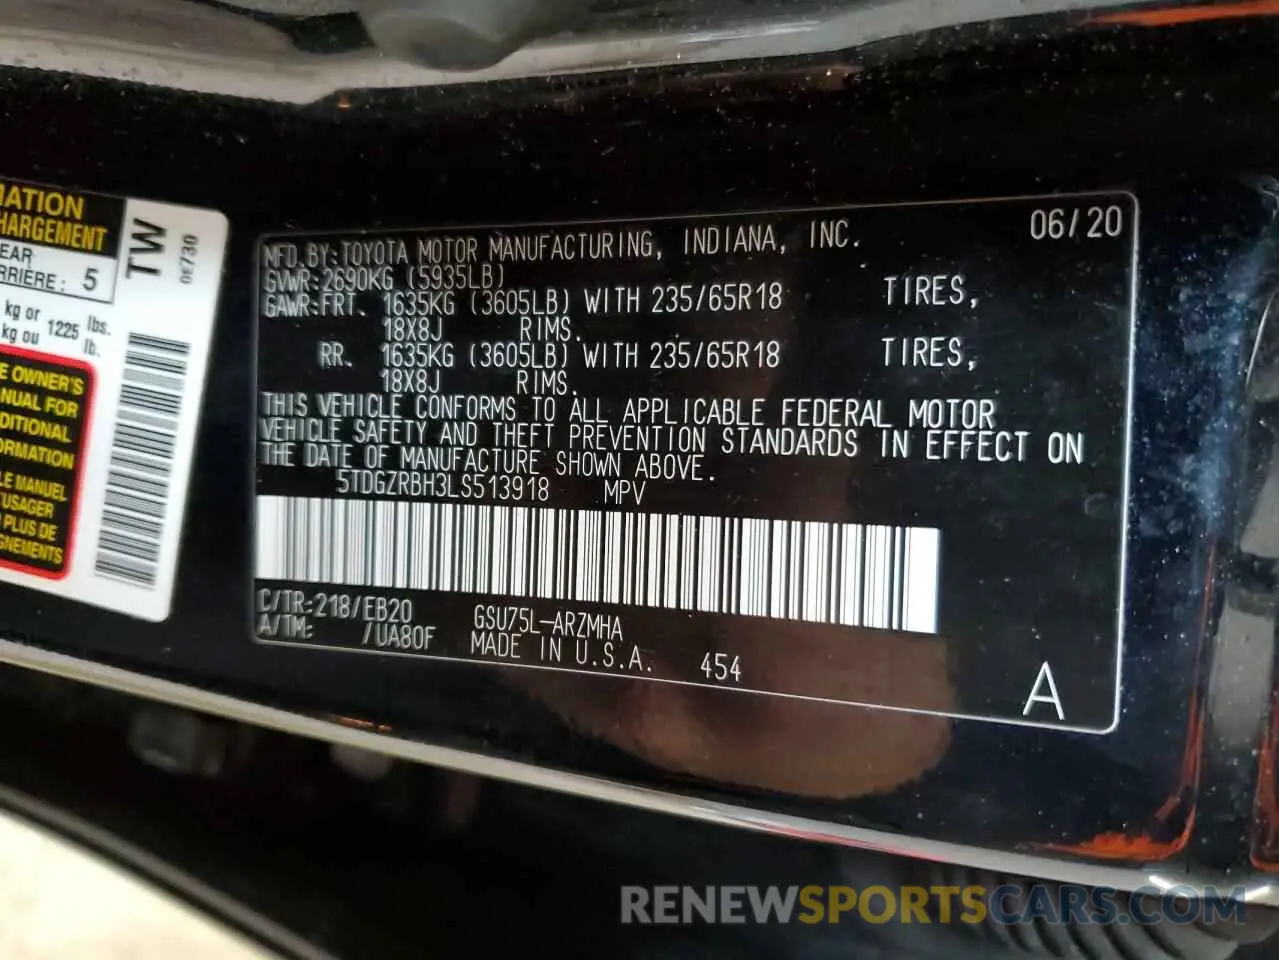 MATION
CHARGEMENT
REAR
ARRIÈRE: 5
kg or
kg ou 1225 lbs.
lb.
E OWNER'S
NUAL FOR
DITIONAL
ORMATION
LE MANUEL
USAGER
PLUS DE
GNEMENTS
TW
0E730
06/20
MFD.BY:TOYOTA MOTOR MANUFACTURING, INDIANA, INC.
GVWR:2690KG (5935LB)
GAWR:FRT. 1635KG (3605LB) WITH 235/65R18 TIRES,
18X8J RIMS.
RR. 1635KG (3605LB) WITH 235/65R18 TIRES,
18X8J RIMS.
THIS VEHICLE CONFORMS TO ALL APPLICABLE FEDERAL MOTOR
VEHICLE SAFETY AND THEFT PREVENTION STANDARDS IN EFFECT ON
THE DATE OF MANUFACTURE SHOWN ABOVE.
5TDGZRBH3LS513918 MPV
C/TR:218/EB20 GSU75L-ARZMHA
A/TM: /UA80F MADE IN U.S.A. 454
A
RENEWSPORTSCARS.COM